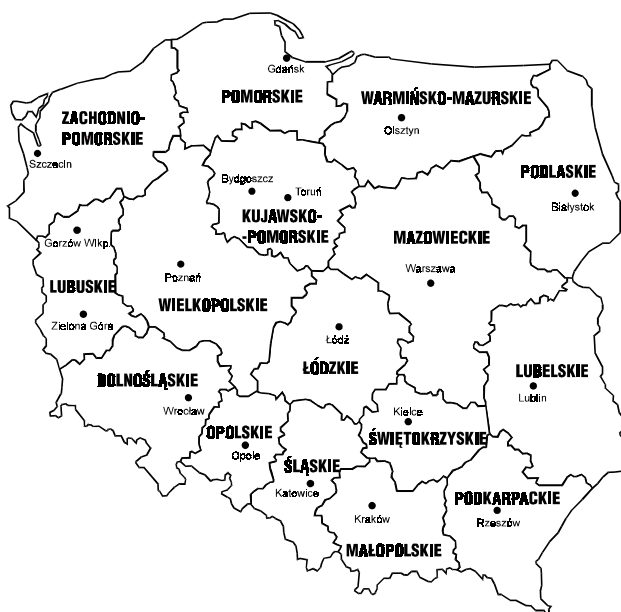 Gdańsk
POMORSKIE
WARMIŃSKO-MAZURSKIE
Olsztyn
ZACHODNIO-
POMORSKIE
Szczecin
PODLASKIE
Białystok
Bydgoszcz
Toruń
KUJAWSKO-
-POMORSKIE
Gorzów Wlkp.
MAZOWIECKIE
Warszawa
Poznań
LUBUSKIE
WIELKOPOLSKIE
Zielona Góra
Łódź
ŁÓDZKIE
LUBELSKIE
Lublin
DOLNOŚLĄSKIE
Wrocław
Kielce
ŚWIĘTOKRZYSKIE
OPOLSKIE
Opole
ŚLĄSKIE
Katowice
PODKARPACKIE
Rzeszów
Kraków
MAŁOPOLSKIE